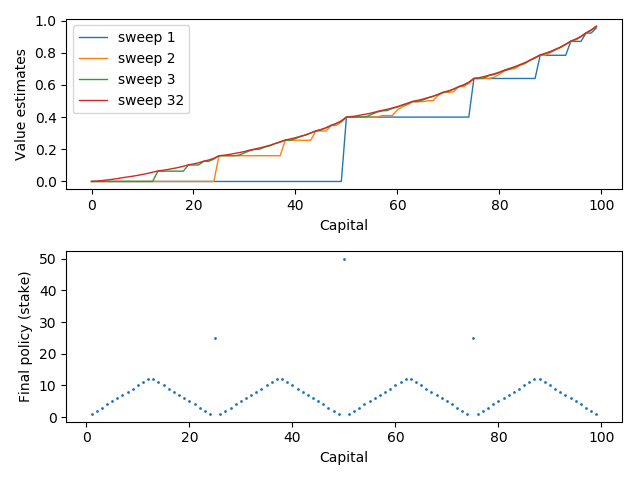 Value estimates
1.0
0.8
0.6
0.4
0.2
0.0
sweep 1
sweep 2
sweep 3
sweep 32
0 20 40 60 80 100
Capital
Final policy (stake)
50
40
30
20
10
0
0 20 40 60 80 100
Capital